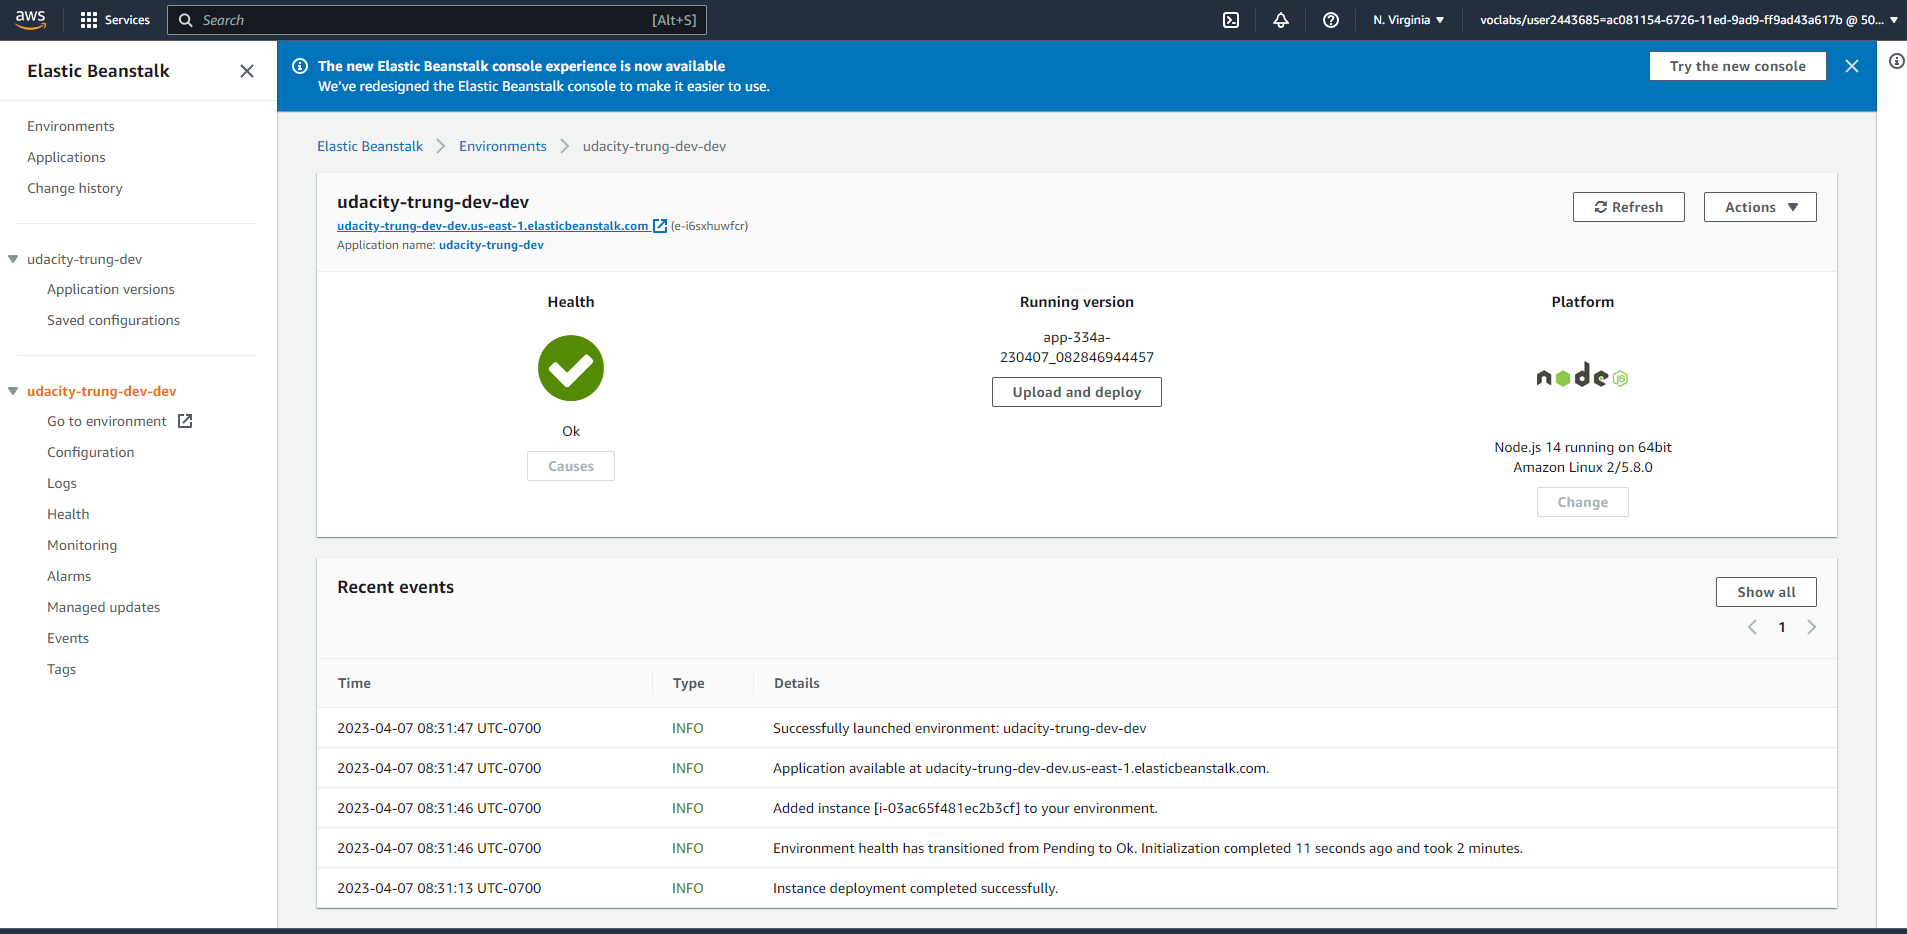 aws
Services
Search [Alt+S]
N. Virginia
voclabs/user2443685=ac081154-6726-11ed-9ad9-ff9ad43a617b @ 50...
Elastic Beanstalk
Environments
Applications
Change history
udacity-trung-dev
Application versions
Saved configurations
udacity-trung-dev-dev
Go to environment
Configuration
Logs
Health
Monitoring
Alarms
Managed updates
Events
Tags
The new Elastic Beanstalk console experience is now available
We've redesigned the Elastic Beanstalk console to make it easier to use.
Try the new console
Elastic Beanstalk Environments udacity-trung-dev-dev
udacity-trung-dev-dev
udacity-trung-dev-dev.us-east-1.elasticbeanstalk.com (e-i6sxhuwfcr)
Application name: udacity-trung-dev
Refresh
Actions
Health
Ok
Causes
Running version
app-334a-
230407_082846944457
Upload and deploy
Platform
node JS
Node.js 14 running on 64bit
Amazon Linux 2/5.8.0
Change
Recent events
Show all
1
Time Type Details
2023-04-07 08:31:47 UTC-0700 INFO Successfully launched environment: udacity-trung-dev-dev
2023-04-07 08:31:47 UTC-0700 INFO Application available at udacity-trung-dev-dev.us-east-1.elasticbeanstalk.com.
2023-04-07 08:31:46 UTC-0700 INFO Added instance [i-03ac65f481ec2b3cf] to your environment.
2023-04-07 08:31:46 UTC-0700 INFO Environment health has transitioned from Pending to Ok. Initialization completed 11 seconds ago and took 2 minutes.
2023-04-07 08:31:13 UTC-0700 INFO Instance deployment completed successfully.